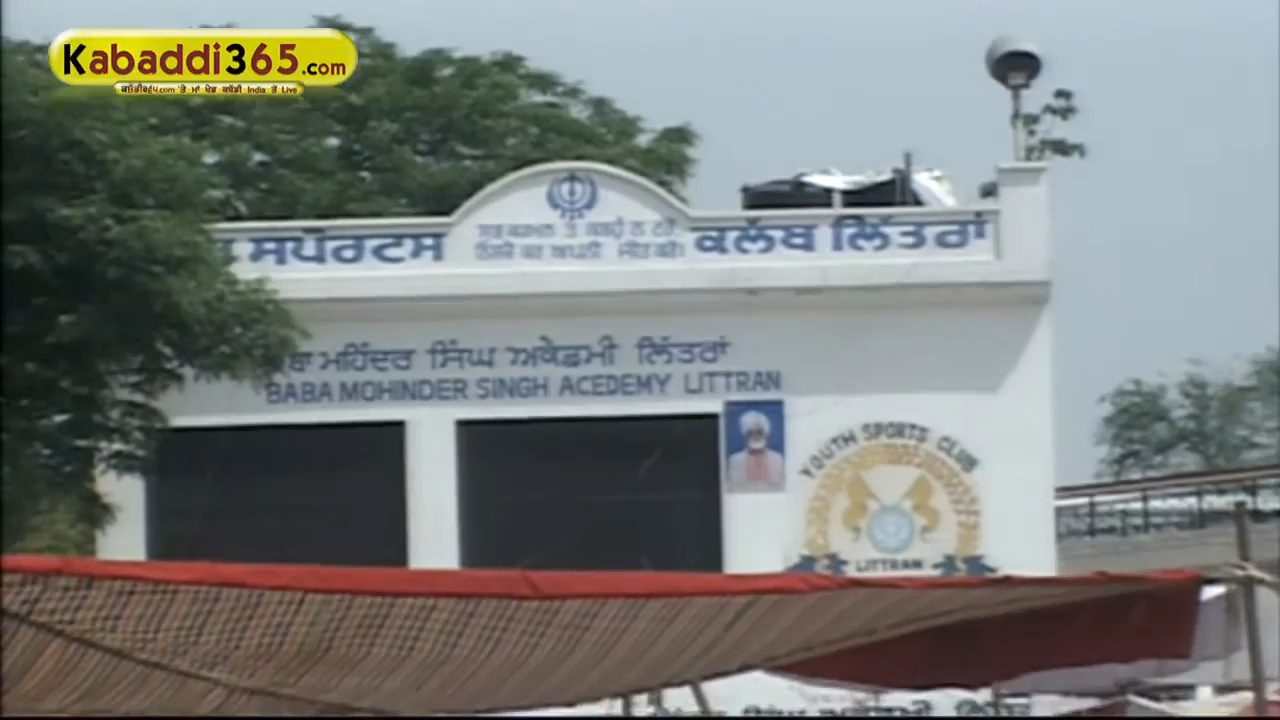 Kabaddi365.com
ਸਪੋਰਟਸ
ਕਲੱਬ ਲਿੱਤਰਾਂ
ਮਹਿੰਦਰ ਸਿੰਘ ਅਕੈਡਮੀ ਲਿੱਤਰਾਂ
BABA MOHINDER SINGH ACEDEMY LITTRAN
YOUTH SPORTS CLUB
LITTRAN